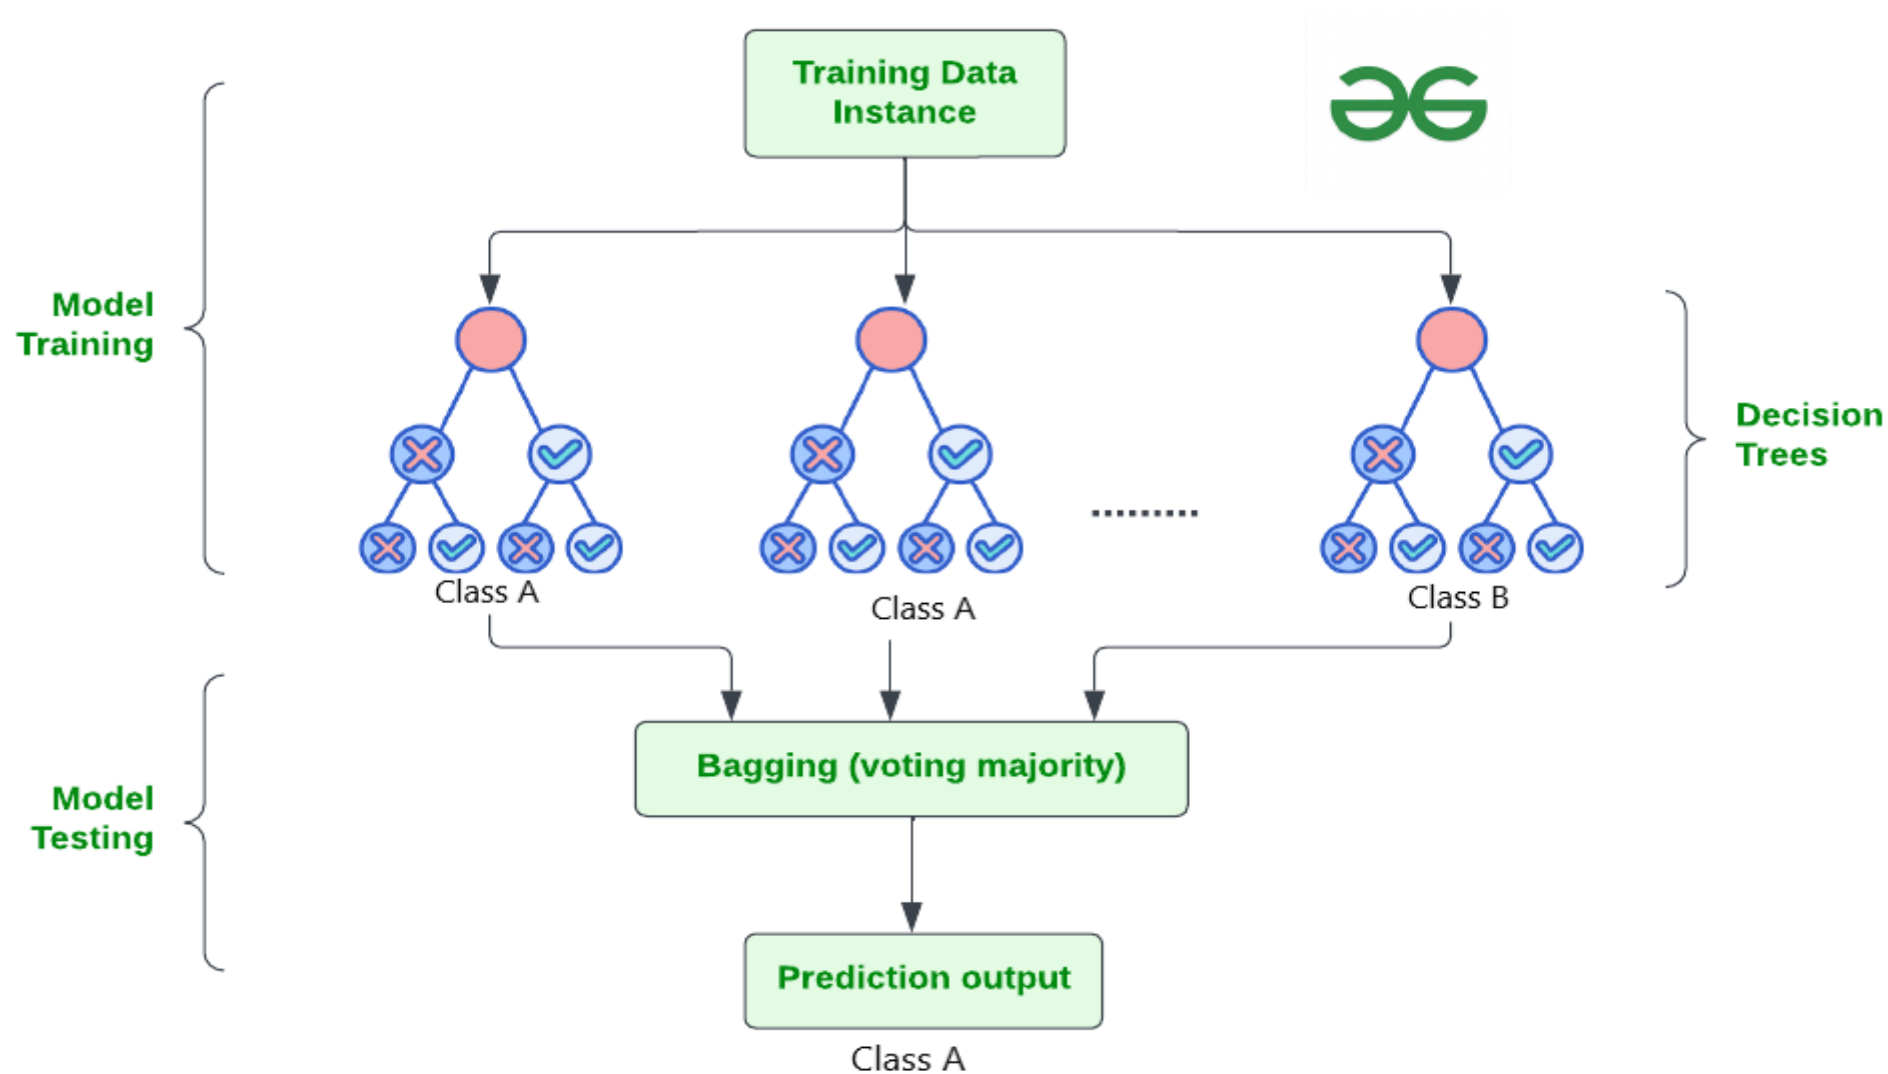 Training Data
Instance
Model
Training
Decision
Trees
.........
Class A
Class A
Class B
Bagging (voting majority)
Model
Testing
Prediction output
Class A